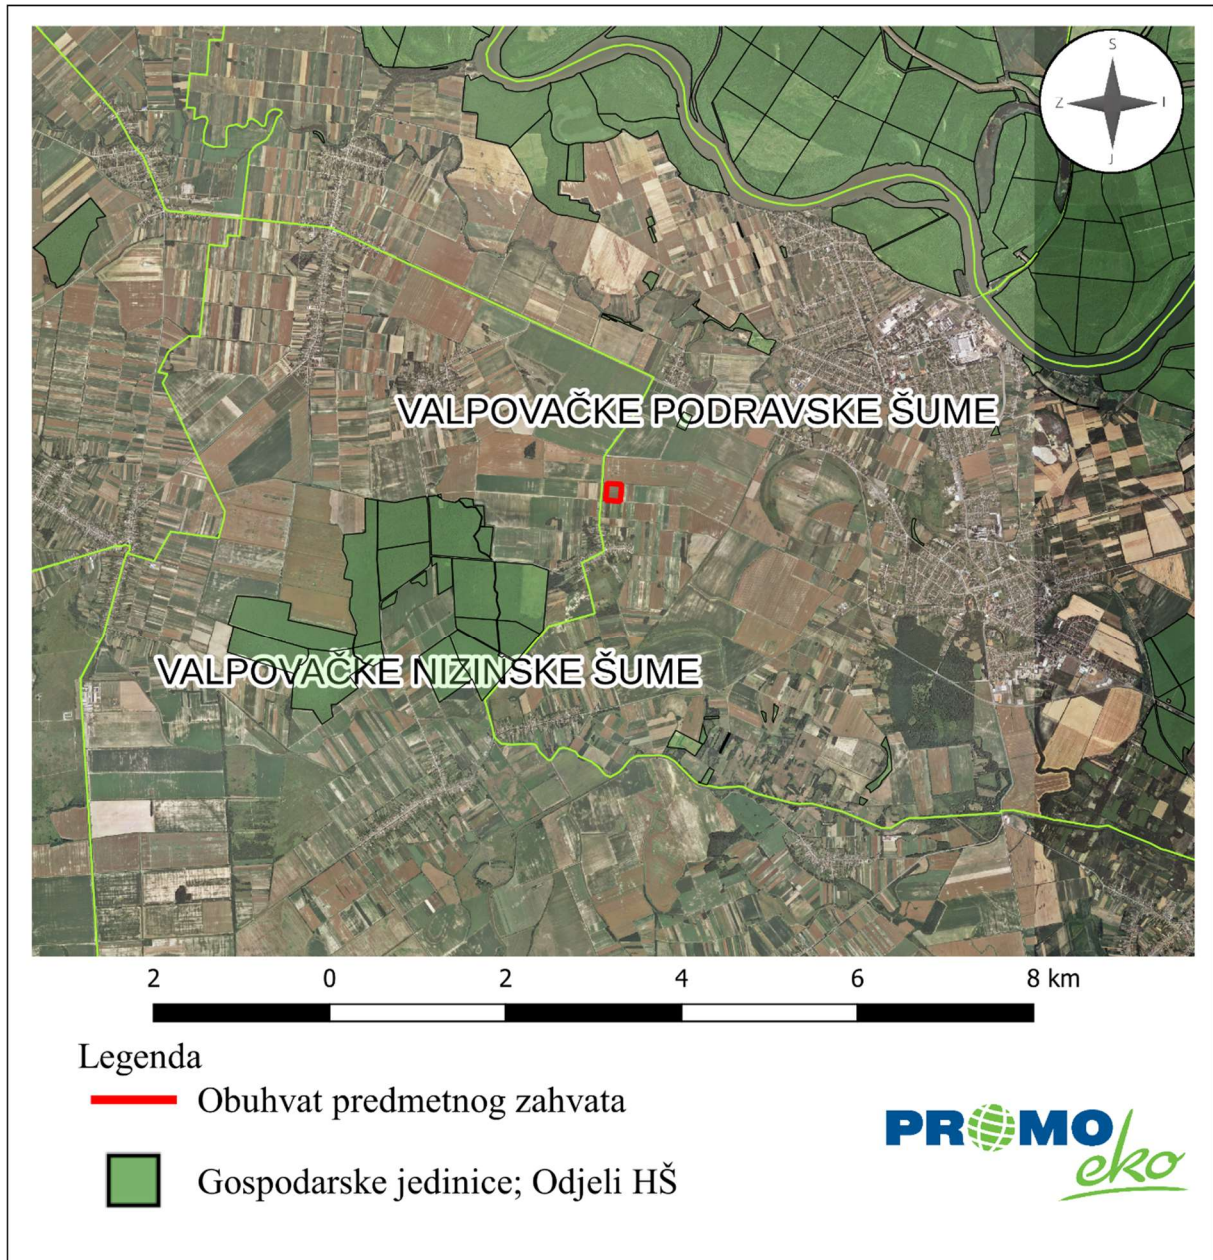 S
Z I
J
VALPOVAČKE PODRAVSKE ŠUME
VALPOVAČKE NIZINSKE ŠUME
2 0 2 4 6 8 km
Legenda
Obuhvat predmetnog zahvata
Gospodarske jedinice; Odjeli HŠ
PROMO
eko